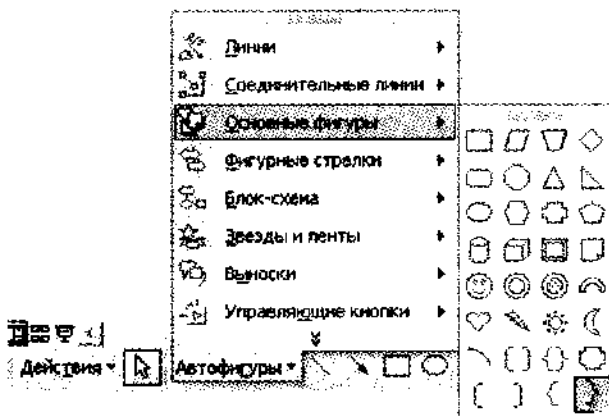 Линии
Соединительные линии
Основные фигуры
Фигурные стрелки
Блок-схема
Звезды и ленты
Выноски
Управляющие кнопки
Действия Автофигуры